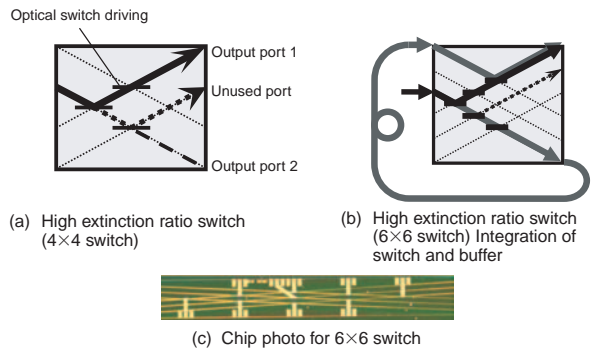 Optical switch driving
Output port 1
Unused port
Output port 2
(a) High extinction ratio switch
(4×4 switch)
(b) High extinction ratio switch
(6×6 switch) Integration of
switch and buffer
(c) Chip photo for 6×6 switch